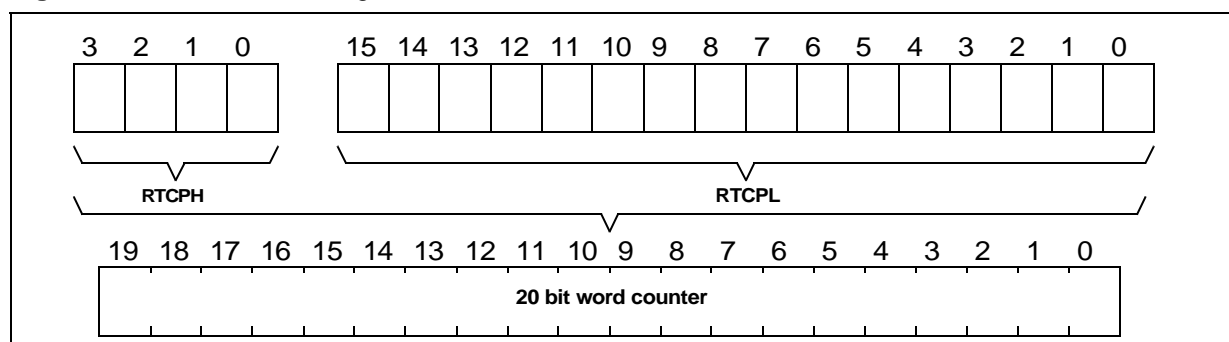 3 2 1 0 15 14 13 12 11 10 9 8 7 6 5 4 3 2 1 0
RTCPH RTCPL
19 18 17 16 15 14 13 12 11 10 9 8 7 6 5 4 3 2 1 0
20 bit word counter